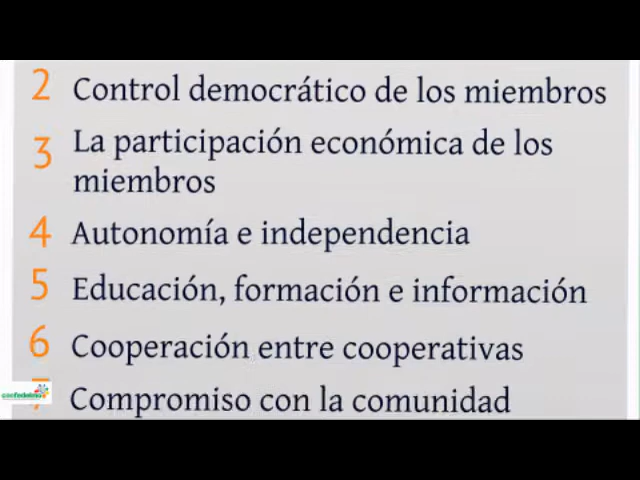 2 Control democrático de los miembros
3 La participación económica de los
miembros
4 Autonomía e independencia
5 Educación, formación e información
6 Cooperación entre cooperativas
Compromiso con la comunidad